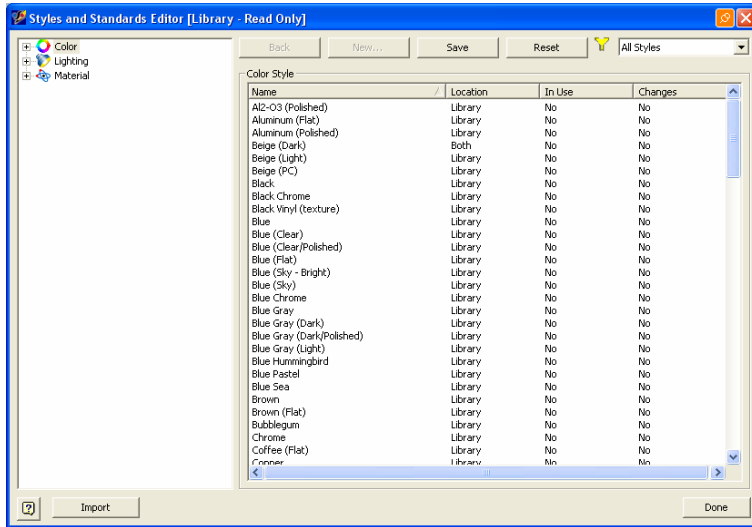 Styles and Standards Editor [Library - Read Only]
Color
Lighting
Material
Back New... Save Reset All Styles
Color Style
Name Location In Use Changes
Al2-O3 (Polished) Library No No
Aluminum (Flat) Library No No
Aluminum (Polished) Library No No
Beige (Dark) Both No No
Beige (Light) Library No No
Beige (PC) Library No No
Black Library No No
Black Chrome Library No No
Black Vinyl (texture) Library No No
Blue Library No No
Blue (Clear) Library No No
Blue (Clear/Polished) Library No No
Blue (Flat) Library No No
Blue (Sky - Bright) Library No No
Blue (Sky) Library No No
Blue Chrome Library No No
Blue Gray Library No No
Blue Gray (Dark) Library No No
Blue Gray (Dark/Polished) Library No No
Blue Gray (Light) Library No No
Blue Hummingbird Library No No
Blue Pastel Library No No
Blue Sea Library No No
Brown Library No No
Brown (Flat) Library No No
Bubblegum Library No No
Chrome Library No No
Coffee (Flat) Library No No
Copper Library No No
Import Done